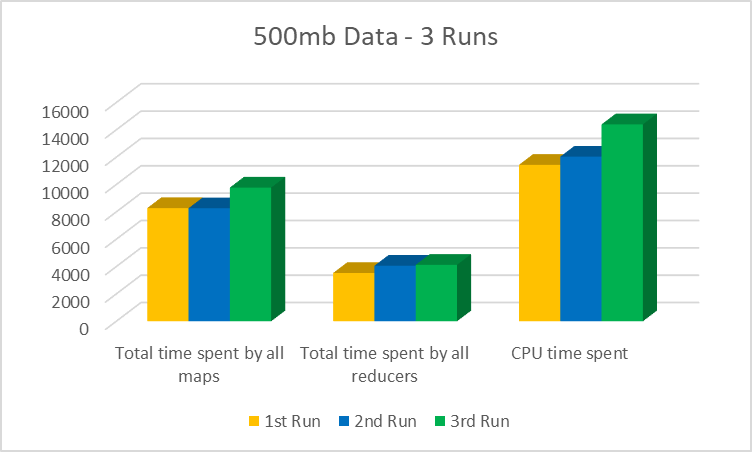 500mb Data - 3 Runs
16000
14000
12000
10000
8000
6000
4000
2000
0
Total time spent by all
maps
Total time spent by all
reducers
CPU time spent
1st Run
2nd Run
3rd Run